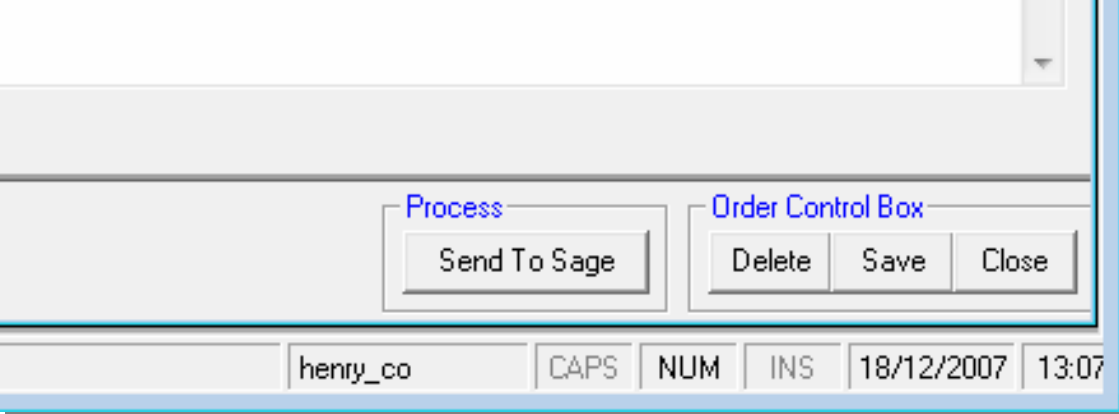 Process
Order Control Box
Send To Sage
Delete
Save
Close
henry_co
CAPS
NUM
INS
18/12/2007
13:07